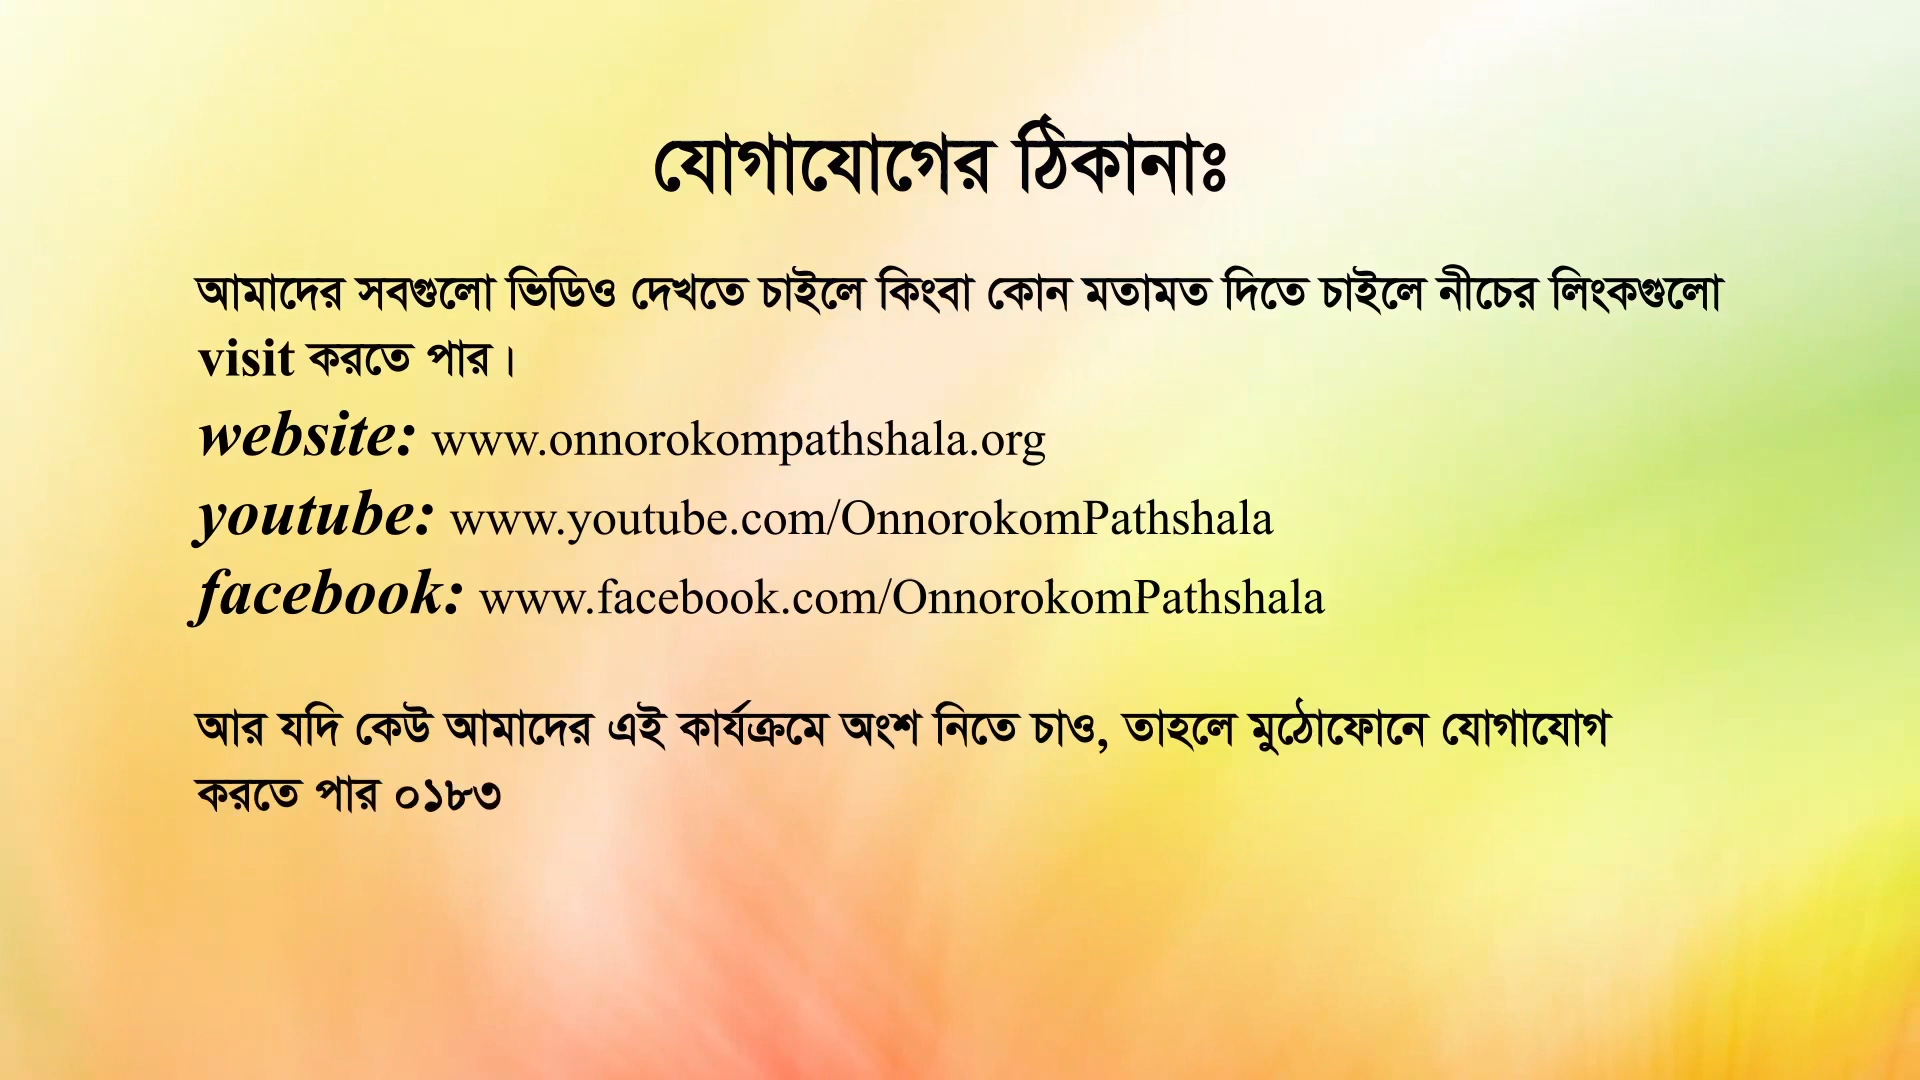 যোগাযোগের ঠিকানাঃ
আমাদের সবগুলো ভিডিও দেখতে চাইলে কিংবা কোন মতামত দিতে চাইলে নীচের লিংকগুলো
visit করতে পার।
website: www.onnorokompathshala.org
youtube: www.youtube.com/OnnorokomPathshala
facebook: www.facebook.com/OnnorokomPathshala
আর যদি কেউ আমাদের এই কার্যক্রমে অংশ নিতে চাও, তাহলে মুঠোফোনে যোগাযোগ
করতে পার ০১৮৩